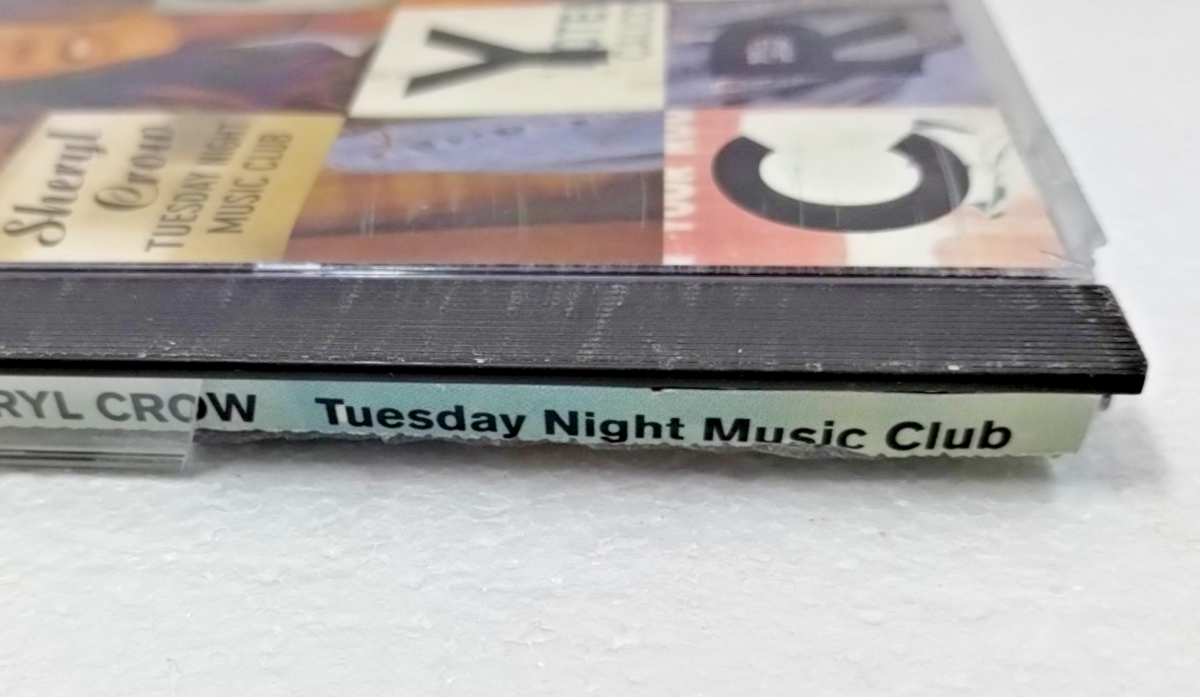 Y
R
Sheryl
Crow
TUESDAY NIGHT
MUSIC CLUB
C
RYL CROW Tuesday Night Music Club